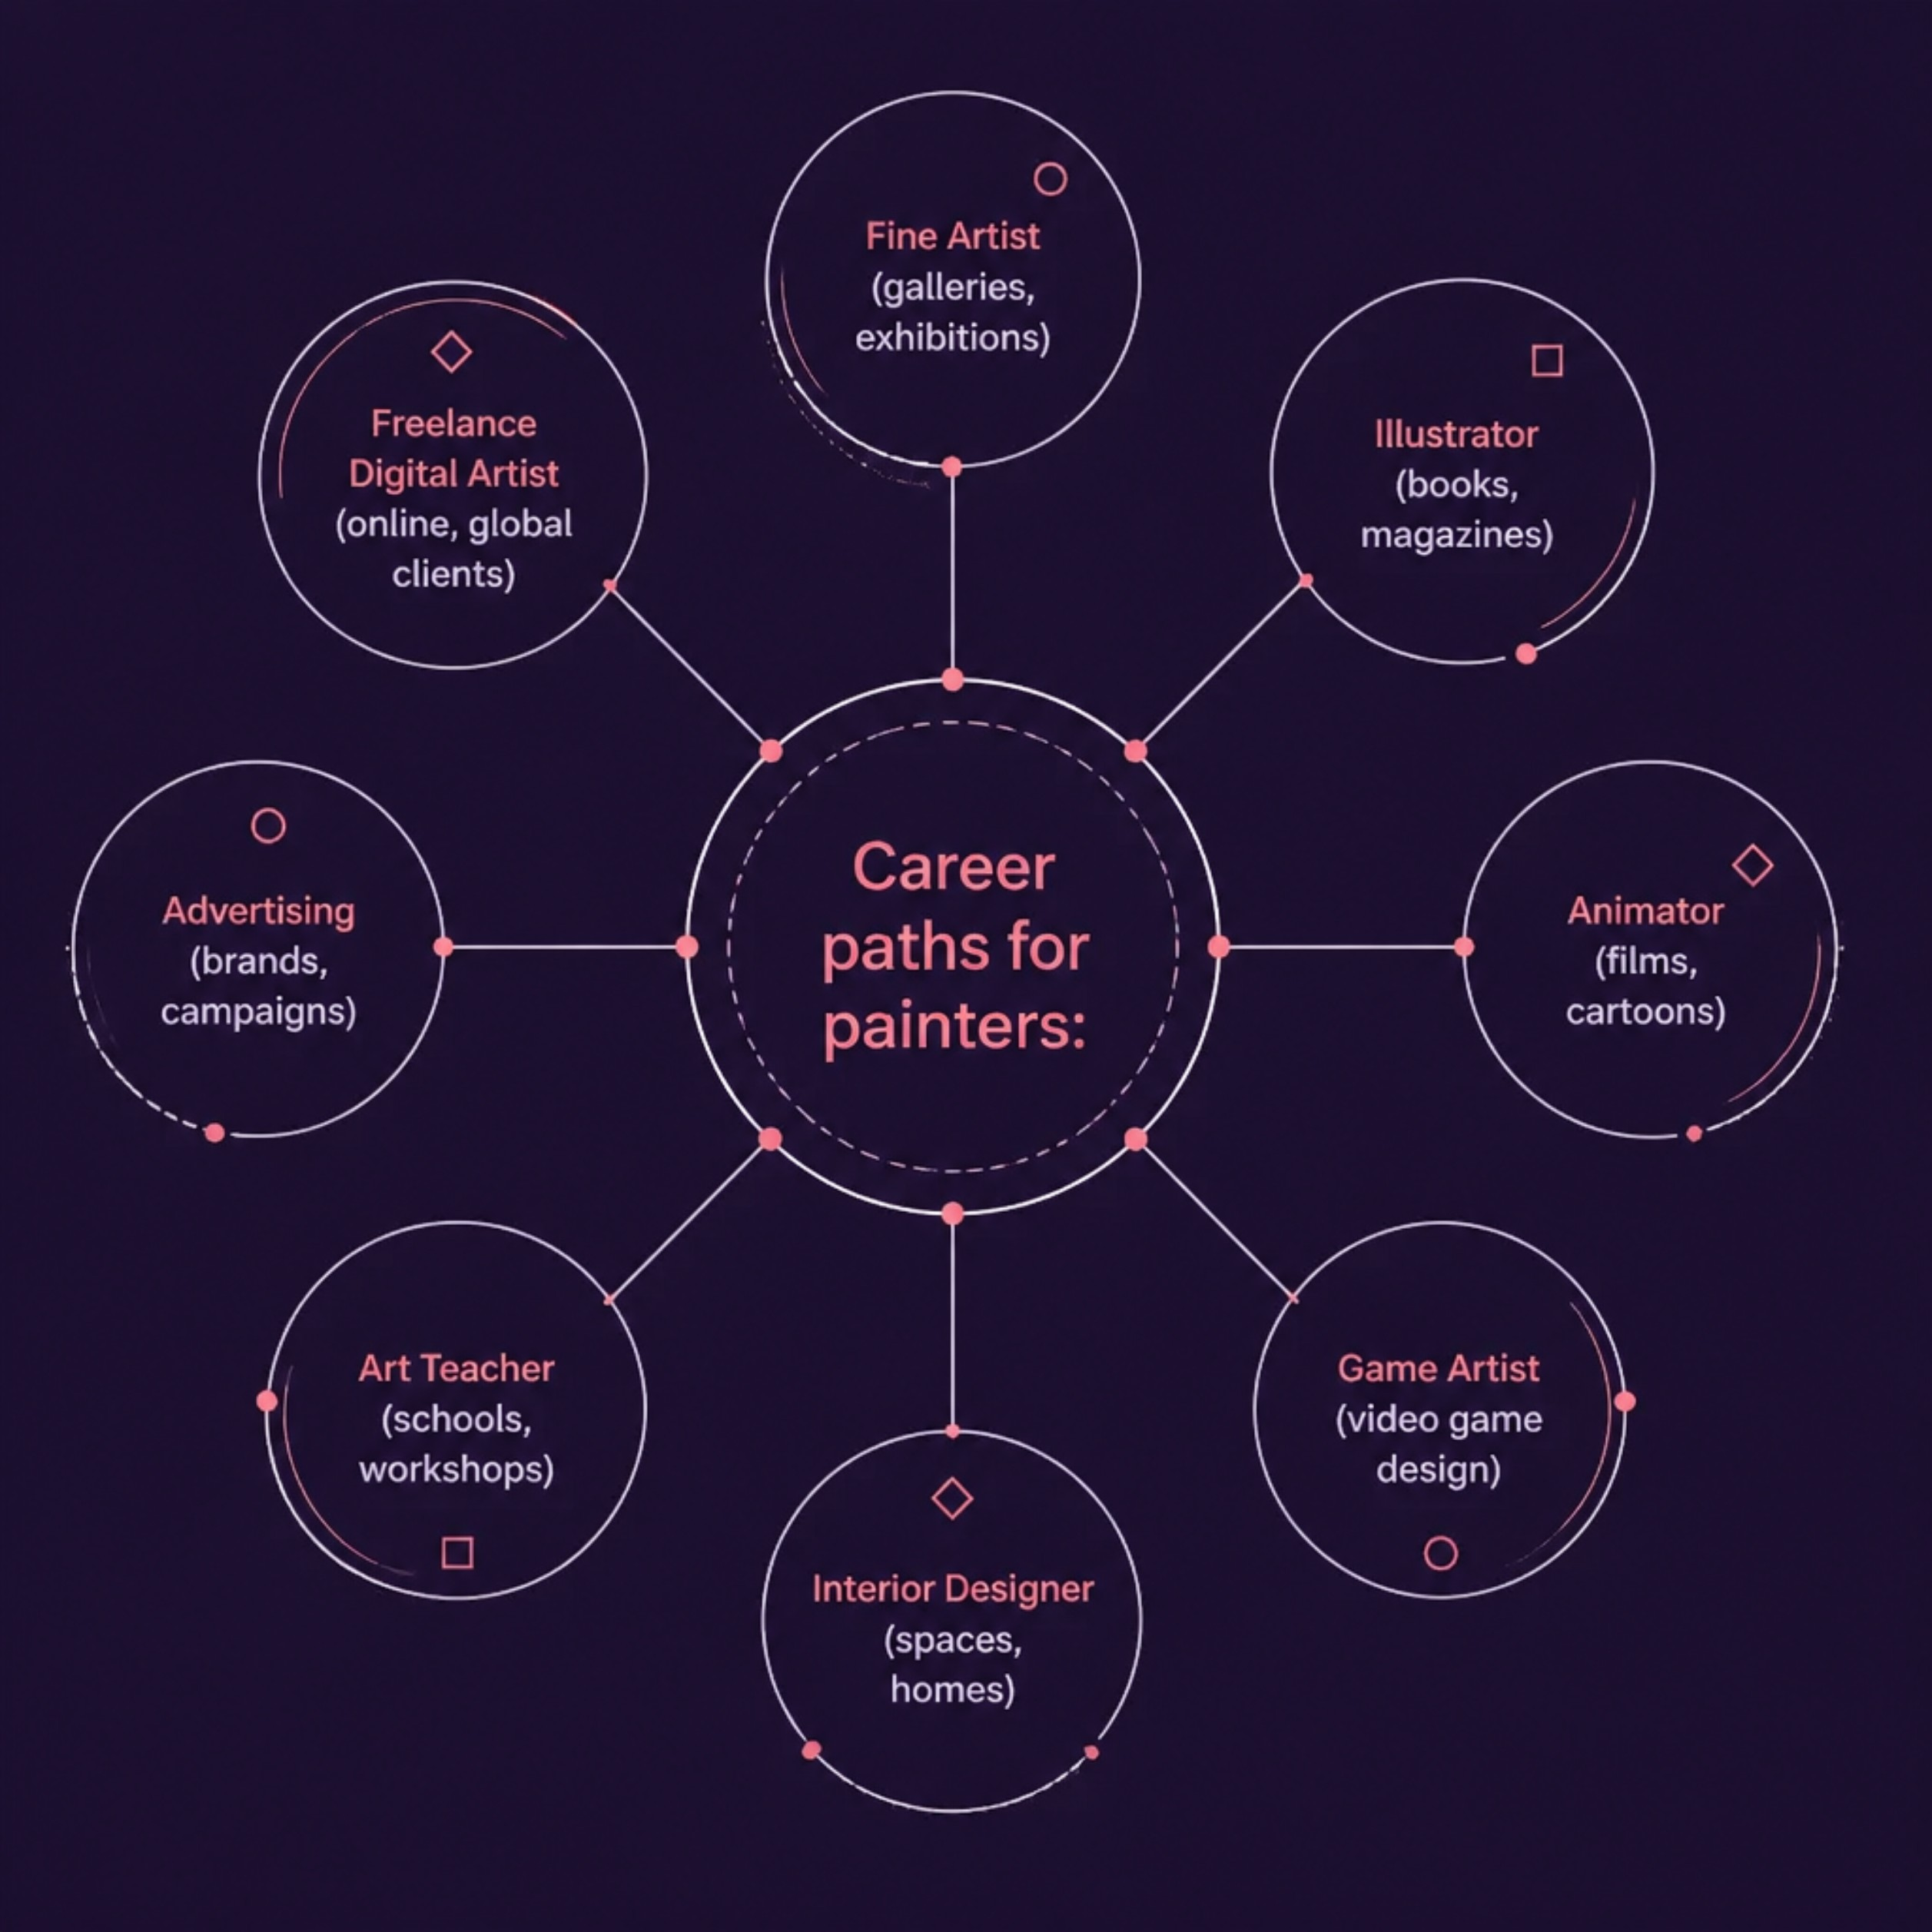 Career
paths for
painters:
Fine Artist
(galleries,
exhibitions)
Illustrator
(books,
magazines)
Animator
(films,
cartoons)
Game Artist
(video game
design)
Interior Designer
(spaces,
homes)
Art Teacher
(schools,
workshops)
Advertising
(brands,
campaigns)
Freelance
Digital Artist
(online, global
clients)